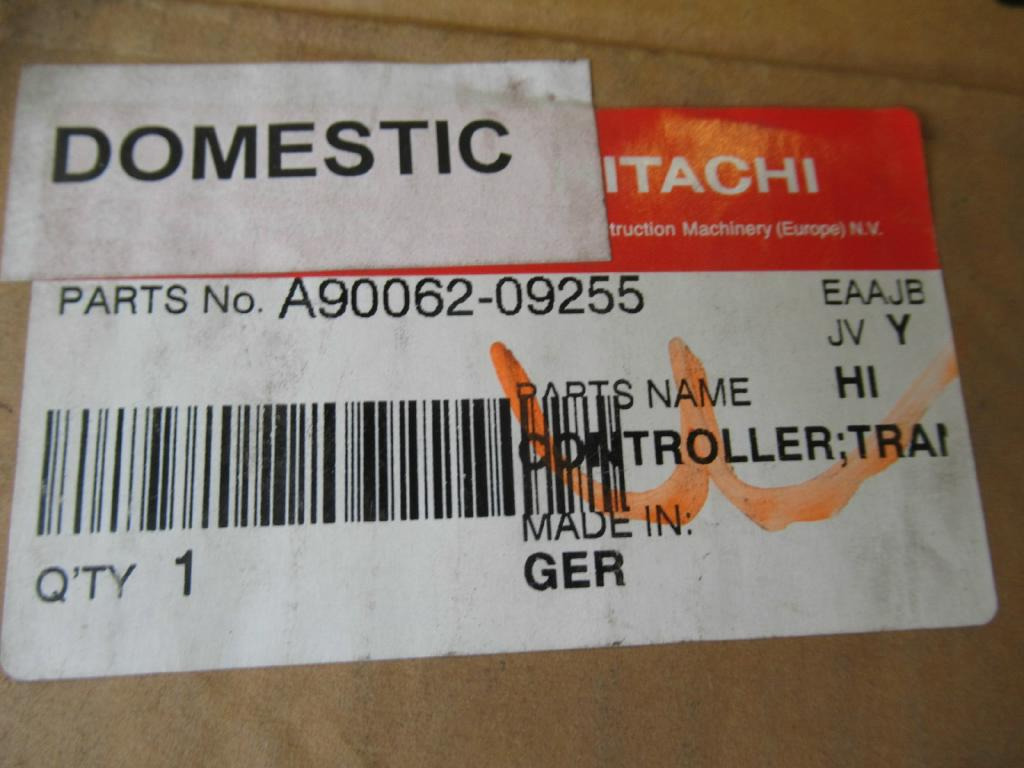 DOMESTIC
ITACHI
truction Machinery (Europe) N.V.
PARTS No. A90062-09255
EAAJB
JV Y
HI
PARTS NAME
CONTROLLER;TRAN
MADE IN:
GER
Q'TY 1